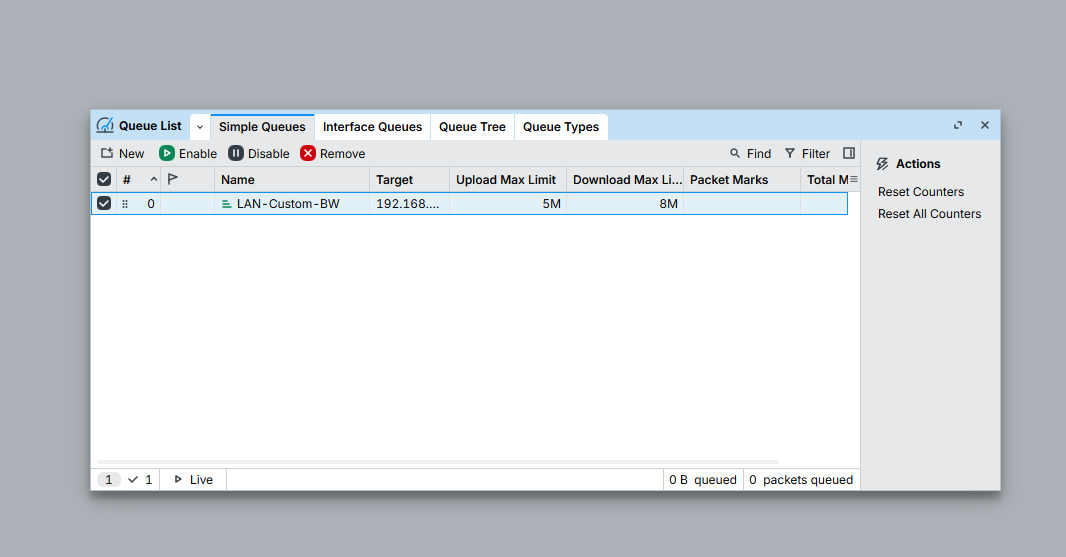 Queue List Simple Queues Interface Queues Queue Tree Queue Types
New Enable Disable Remove Find Filter
Actions
# Name Target Upload Max Limit Download Max Li... Packet Marks Total M
Reset Counters
0 LAN-Custom-BW 192.168.... 5M 8M
Reset All Counters
1 1 Live 0 B queued 0 packets queued